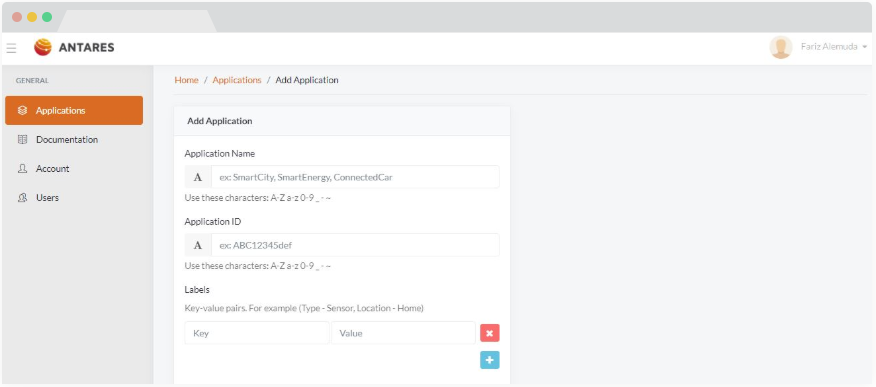 ANTARES
Fariz Alemuda
GENERAL
Applications
Documentation
Account
Users
Home / Applications / Add Application
Add Application
Application Name
A ex: SmartCity, SmartEnergy, ConnectedCar
Use these characters: A-Z a-z 0-9 _ - ~
Application ID
A ex: ABC12345def
Use these characters: A-Z a-z 0-9 _ - ~
Labels
Key-value pairs. For example (Type - Sensor, Location - Home)
Key Value